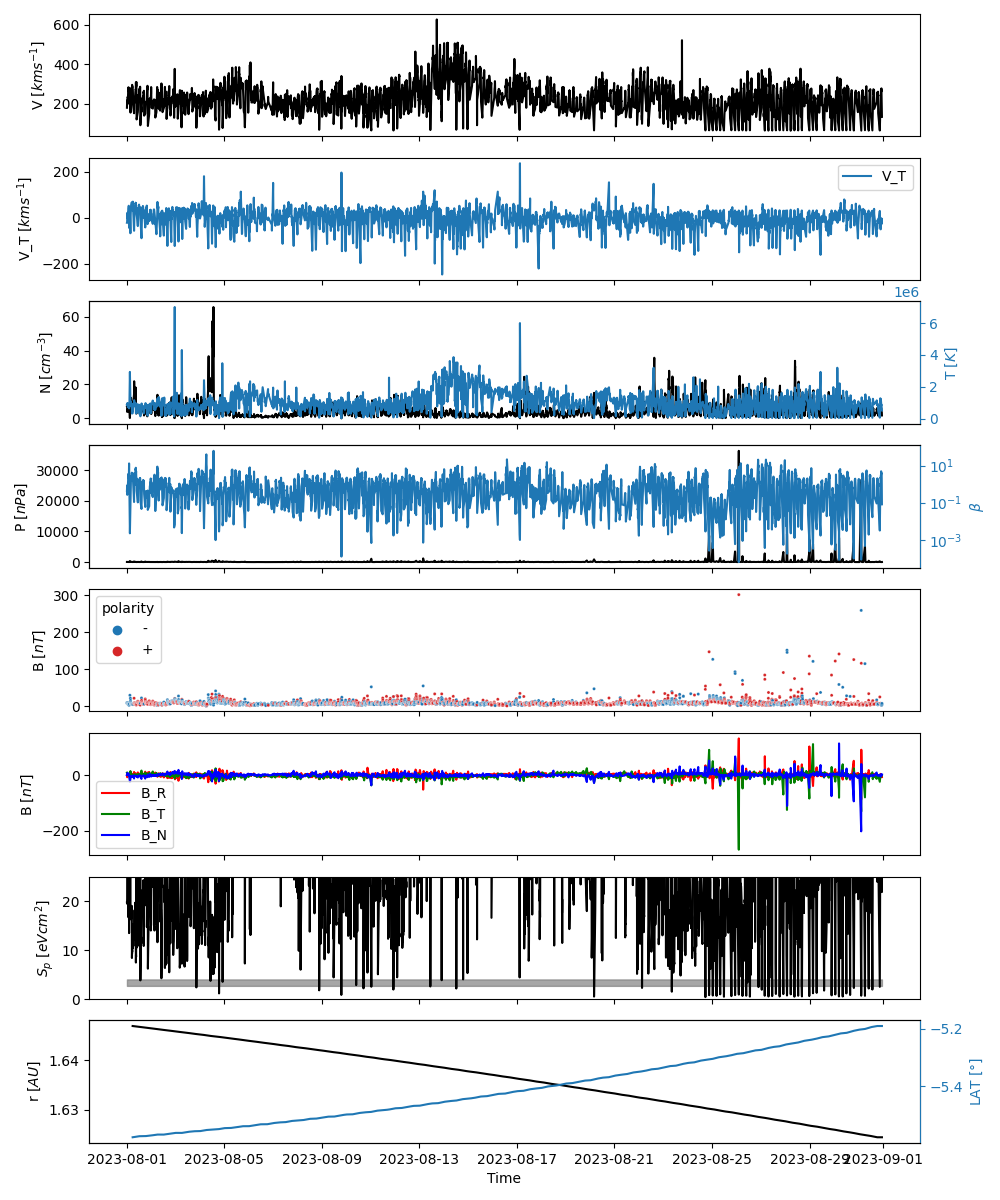 600
400
200
V [kms⁻¹]
200
0
−200
V_T [kms⁻¹]
V_T
1e6
60
40
20
0
N [cm⁻³]
6
4
2
0
T [K]
30000
20000
10000
0
P [nPa]
10¹
10⁻¹
10⁻³
β
300
200
100
0
B [nT]
polarity
-
+
0
−200
B [nT]
B_R
B_T
B_N
20
10
0
Sₚ [eVcm²]
1.64
1.63
r [AU]
−5.2
−5.4
LAT [°]
2023-08-01 2023-08-05 2023-08-09 2023-08-13 2023-08-17 2023-08-21 2023-08-25 2023-08-29 2023-09-01
Time